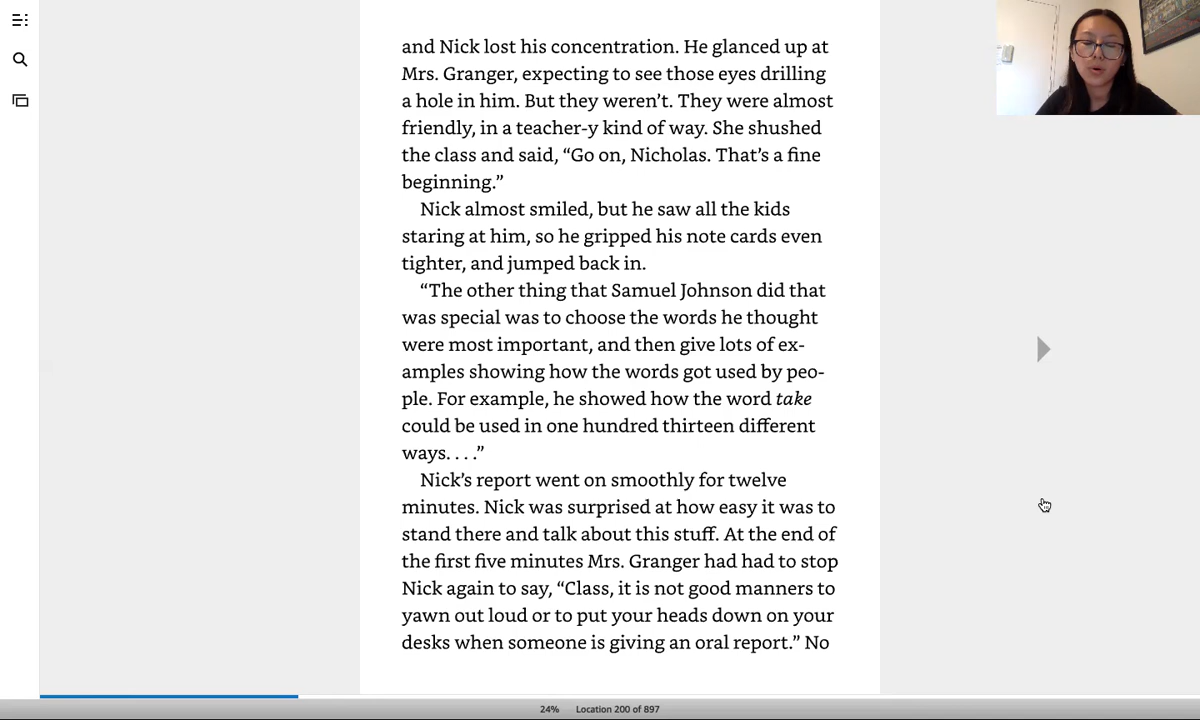 and Nick lost his concentration. He glanced up at
Mrs. Granger, expecting to see those eyes drilling
a hole in him. But they weren’t. They were almost
friendly, in a teacher-y kind of way. She shushed
the class and said, “Go on, Nicholas. That’s a fine
beginning.”
Nick almost smiled, but he saw all the kids
staring at him, so he gripped his note cards even
tighter, and jumped back in.
“The other thing that Samuel Johnson did that
was special was to choose the words he thought
were most important, and then give lots of ex-
amples showing how the words got used by peo-
ple. For example, he showed how the word take
could be used in one hundred thirteen different
ways. . . .”
Nick’s report went on smoothly for twelve
minutes. Nick was surprised at how easy it was to
stand there and talk about this stuff. At the end of
the first five minutes Mrs. Granger had had to stop
Nick again to say, “Class, it is not good manners to
yawn out loud or to put your heads down on your
desks when someone is giving an oral report.” No
24% Location 200 of 897